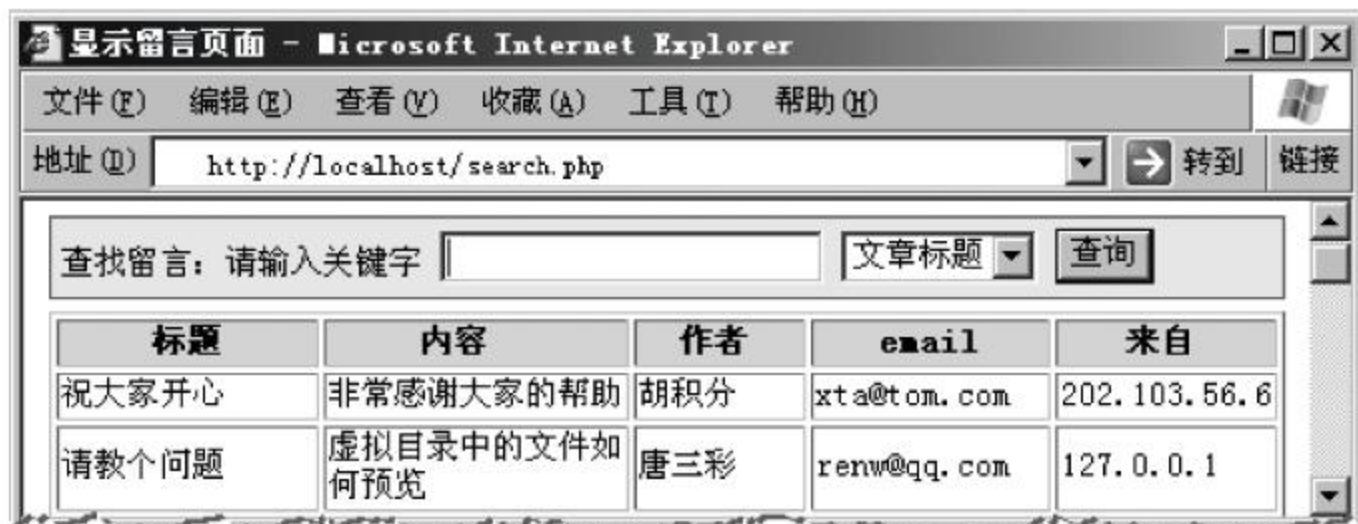 显示留言页面 - Microsoft Internet Explorer
文件(F) 编辑(E) 查看(V) 收藏(A) 工具(T) 帮助(H)
地址(D) http://localhost/search.php 转到 链接
查找留言：请输入关键字 文章标题 查询
标题 内容 作者 email 来自
祝大家开心 非常感谢大家的帮助 胡积分 xta@tom.com 202.103.56.6
请教个问题 虚拟目录中的文件如何预览 唐三彩 renw@qq.com 127.0.0.1